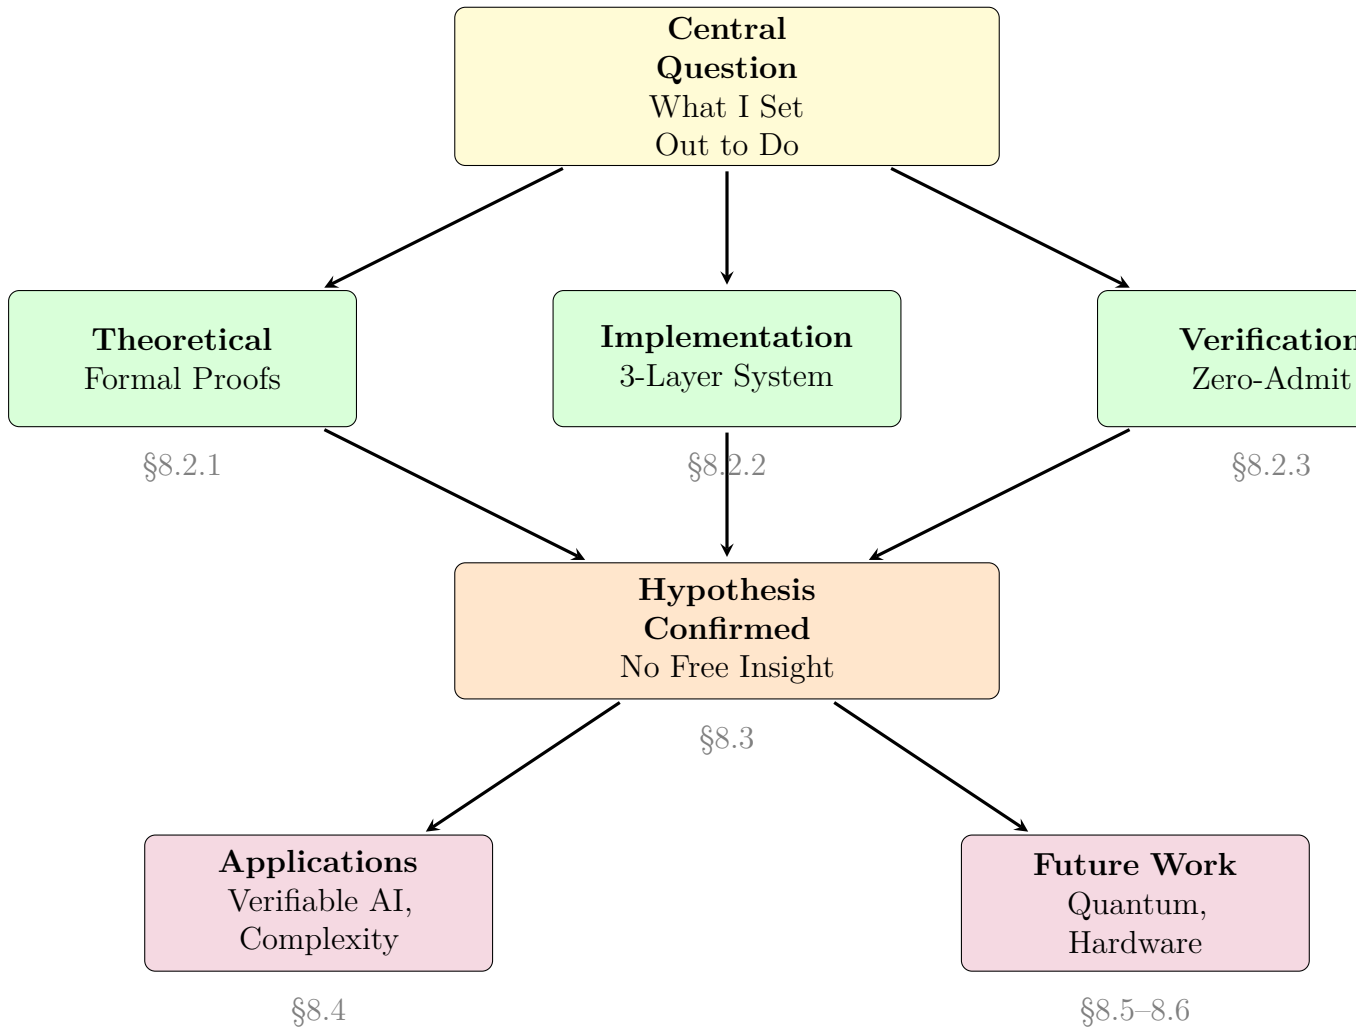 Central
Question
What I Set
Out to Do
Theoretical
Formal Proofs
Implementation
3-Layer System
Verification
Zero-Admit
§8.2.1
§8.2.2
§8.2.3
Hypothesis
Confirmed
No Free Insight
§8.3
Applications
Verifiable AI,
Complexity
Future Work
Quantum,
Hardware
§8.4
§8.5–8.6